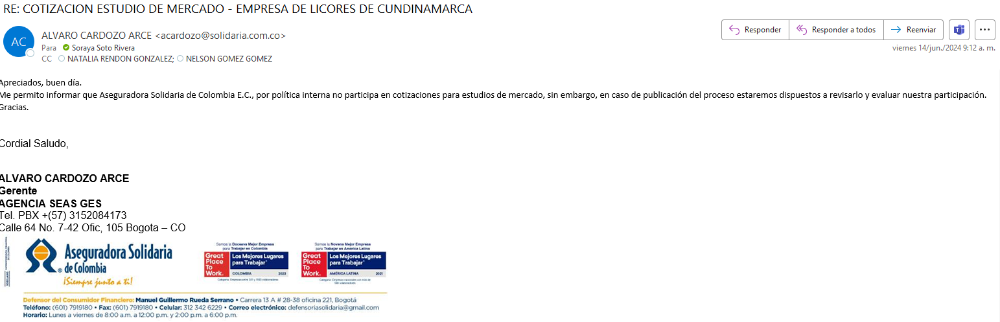 RE: COTIZACION ESTUDIO DE MERCADO - EMPRESA DE LICORES DE CUNDINAMARCA
AC
ALVARO CARDOZO ARCE <acardozo@solidaria.com.co>
Para Soraya Soto Rivera
CC NATALIA RENDON GONZALEZ; NELSON GOMEZ GOMEZ
Responder
Responder a todos
Reenviar
viernes 14/jun./2024 9:12 a. m.
Apreciados, buen día.
Me permito informar que Aseguradora Solidaria de Colombia E.C., por política interna no participa en cotizaciones para estudios de mercado, sin embargo, en caso de publicación del proceso estaremos dispuestos a revisarlo y evaluar nuestra participación.
Gracias.
Cordial Saludo,
ALVARO CARDOZO ARCE
Gerente
AGENCIA SEAS GES
Tel. PBX +(57) 3152084173
Calle 64 No. 7-42 Ofic, 105 Bogota – CO
Aseguradora Solidaria
de Colombia
¡Siempre junto a ti!
Somos la Doceava Mejor Empresa
para Trabajar en Colombia
Great
Place
To
Work.
Los Mejores Lugares
para Trabajar
COLOMBIA 2023
Somos la Novena Mejor Empresa
para Trabajar en América Latina
Great
Place
To
Work.
Los Mejores Lugares
para Trabajar
AMÉRICA LATINA 2021
Defensor del Consumidor Financiero: Manuel Guillermo Rueda Serrano • Carrera 13 A # 28-38 oficina 221, Bogotá
Teléfono: (601) 7919180 • Fax: (601) 7919180 • Celular: 312 342 6229 • Correo electrónico: defensoriasolidaria@gmail.com
Horario: Lunes a viernes de 8:00 a.m. a 12:00 p.m. y 2:00 p.m. a 6:00 p.m.